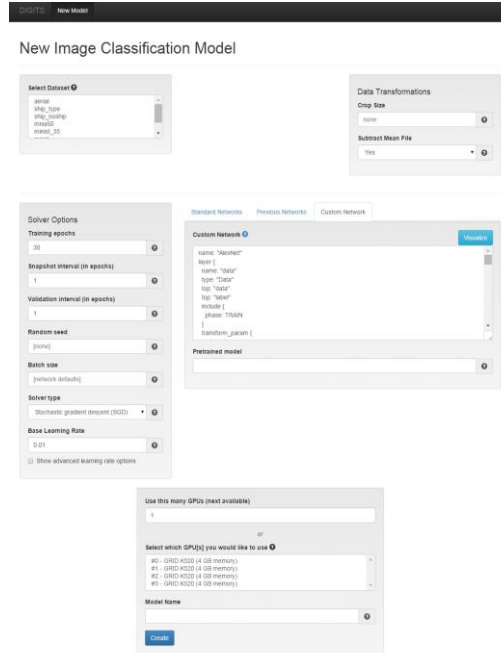 DIGITS New Model
New Image Classification Model
Select Dataset
aerial
ship_type
ship_noship
minist_35
Data Transformations
Crop Size
none
Subtract Mean File
Yes
Solver Options
Training epochs
30
Snapshot interval (in epochs)
1
Validation interval (in epochs)
1
Random seed
[none]
Batch size
[network defaults]
Solver type
Stochastic gradient descent (SGD)
Base Learning Rate
0.01
Show advanced learning rate options
Standard Networks Previous Networks Custom Network
Custom Network
Visualize
name: "AlexNet"
layer {
name: "data"
type: "Data"
top: "data"
top: "label"
include {
phase: TRAIN
}
transform_param {
Pretrained model
Use this many GPUs (next available)
1
or
Select which GPU[s] you would like to use
#0 - GRID K520 (4 GB memory)
#1 - GRID K520 (4 GB memory)
#2 - GRID K520 (4 GB memory)
#3 - GRID K520 (4 GB memory)
Model Name
Create